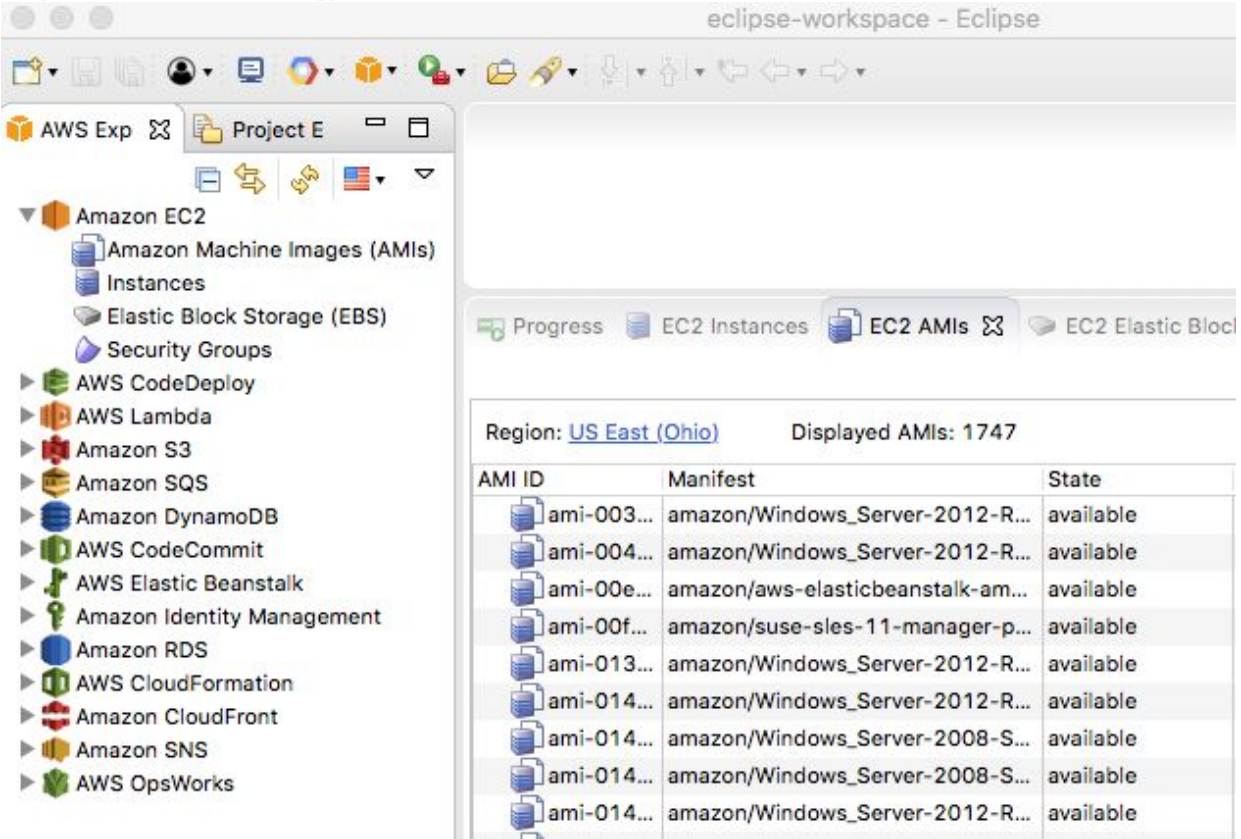 eclipse-workspace - Eclipse
AWS Exp
Project E
Amazon EC2
Amazon Machine Images (AMIs)
Instances
Elastic Block Storage (EBS)
Security Groups
AWS CodeDeploy
AWS Lambda
Amazon S3
Amazon SQS
Amazon DynamoDB
AWS CodeCommit
AWS Elastic Beanstalk
Amazon Identity Management
Amazon RDS
AWS CloudFormation
Amazon CloudFront
Amazon SNS
AWS OpsWorks
Progress EC2 Instances EC2 AMIs EC2 Elastic Bloc
Region: US East (Ohio) Displayed AMIs: 1747
AMI ID Manifest State
ami-003... amazon/Windows_Server-2012-R... available
ami-004... amazon/Windows_Server-2012-R... available
ami-00e... amazon/aws-elasticbeanstalk-am... available
ami-00f... amazon/suse-sles-11-manager-p... available
ami-013... amazon/Windows_Server-2012-R... available
ami-014... amazon/Windows_Server-2012-R... available
ami-014... amazon/Windows_Server-2008-S... available
ami-014... amazon/Windows_Server-2008-S... available
ami-014... amazon/Windows_Server-2012-R... available